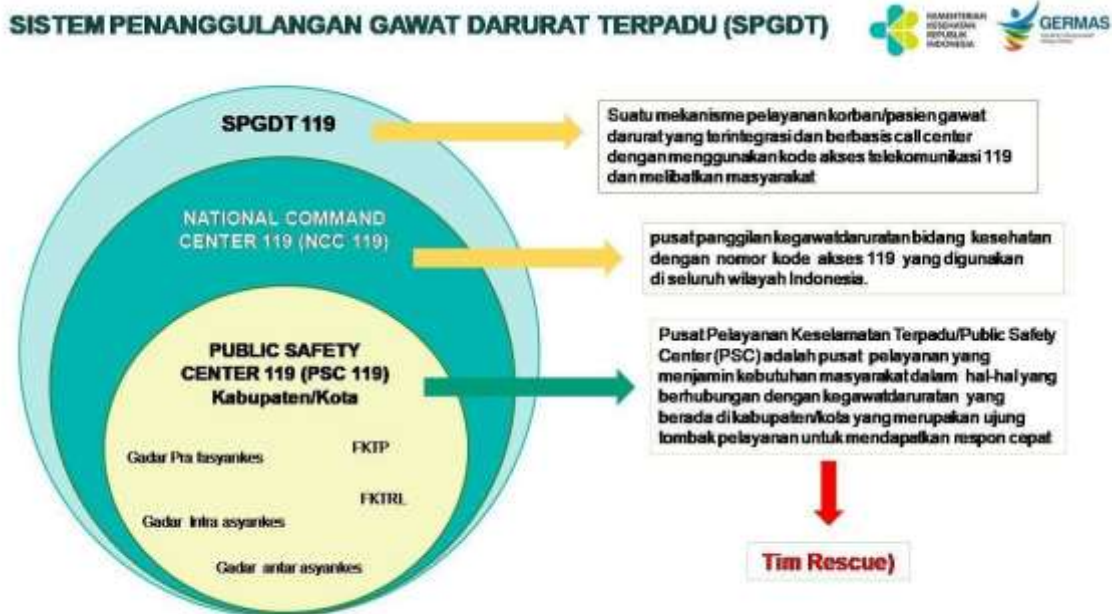 SISTEM PENANGGULANGAN GAWAT DARURAT TERPADU (SPGDT)
KEMENTERIAN
KESEHATAN
REPUBLIK
INDONESIA
GERMAS
SPGDT 119
Suatu mekanisme pelayanan korban/pasien gawat
darurat yang terintegrasi dan berbasis call center
dengan menggunakan kode akses telekomunikasi 119
dan melibatkan masyarakat
NATIONAL COMMAND
CENTER 119 (NCC 119)
pusat panggilan kegawatdaruratan bidang kesehatan
dengan nomor kode akses 119 yang digunakan
di seluruh wilayah Indonesia.
PUBLIC SAFETY
CENTER 119 (PSC 119)
Kabupaten/Kota
Pusat Pelayanan Keselamatan Terpadu/Public Safety
Center (PSC) adalah pusat pelayanan yang
menjamin kebutuhan masyarakat dalam hal-hal yang
berhubungan dengan kegawatdaruratan yang
berada di kabupaten/kota yang merupakan ujung
tombak pelayanan untuk mendapatkan respon cepat
Gadar Pra fasyankes
FKTP
FKTRL
Gadar Intra asyankes
Gadar antar asyankes
Tim Rescue)